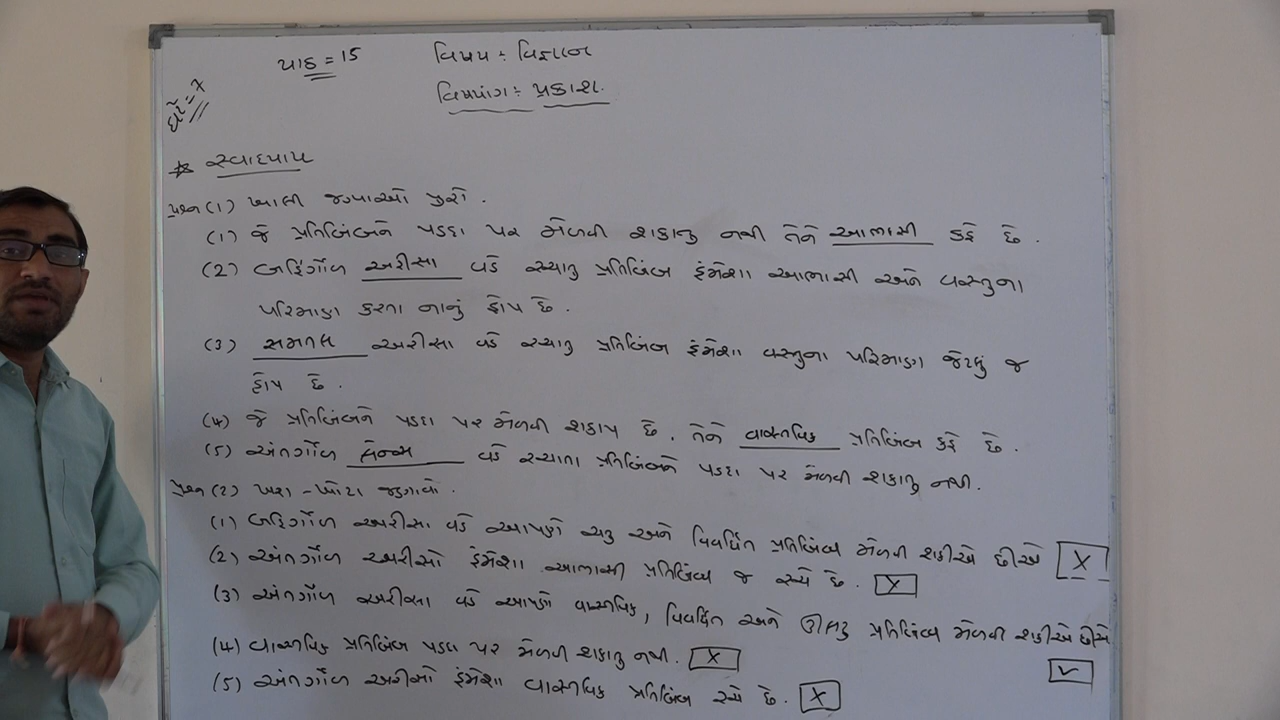 પાઠ = 15
વિષય : વિજ્ઞાન
ધોરણ = ૪
વિષયાંગ : પ્રકાશ.
* સ્વાધ્યાય
પ્રશ્ન (1) ખાલી જગ્યાઓ પુરો.
(1) જે પ્રતિબિંબને પડદા પર મેળવી શકાતુ નથી તેને આભાસી કહે છે.
(2) બહિર્ગોળ અરીસા વડે રચાતુ પ્રતિબિંબ હંમેશા આભાસી અને વસ્તુના
પરિમાણ કરતા નાનું હોય છે.
(3) સમતલ અરીસા વડે રચાતુ પ્રતિબિંબ હંમેશા વસ્તુના પરિમાણ જેટલું જ
હોય છે.
(4) જે પ્રતિબિંબને પડદા પર મેળવી શકાય છે. તેને વાસ્તવિક પ્રતિબિંબ કહે છે.
(5) અંતર્ગોળ લેન્સ વડે રચાતા પ્રતિબિંબને પડદા પર મેળવી શકાતુ નથી.
પ્રશ્ન (2) ખરા - ખોટા જણાવો.
(1) બહિર્ગોળ અરીસા વડે આપણે ચતુ અને વિવર્ધિત પ્રતિબિંબ મેળવી શકીએ છીએ X
(2) અંતર્ગોળ અરીસો હંમેશા આભાસી પ્રતિબિંબ જ રચે છે. X
(3) અંતર્ગોળ અરીસા વડે આપણે વાસ્તવિક, વિવર્ધિત અને ઊલટુ પ્રતિબિંબ મેળવી શકીએ છીએ ✓
(4) વાસ્તવિક પ્રતિબિંબ પડદા પર મેળવી શકાતુ નથી. X
(5) અંતર્ગોળ અરીસો હંમેશા વાસ્તવિક પ્રતિબિંબ રચે છે. X